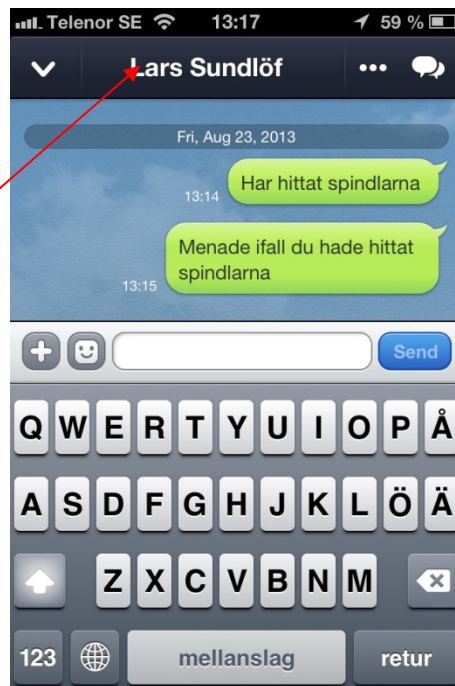 Telenor SE 13:17 59 %
Lars Sundlöf
Fri, Aug 23, 2013
Har hittat spindlarna
13:14
Menade ifall du hade hittat
spindlarna
13:15
Send
Q W E R T Y U I O P Å
A S D F G H J K L Ö Ä
Z X C V B N M
123 mellanslag retur